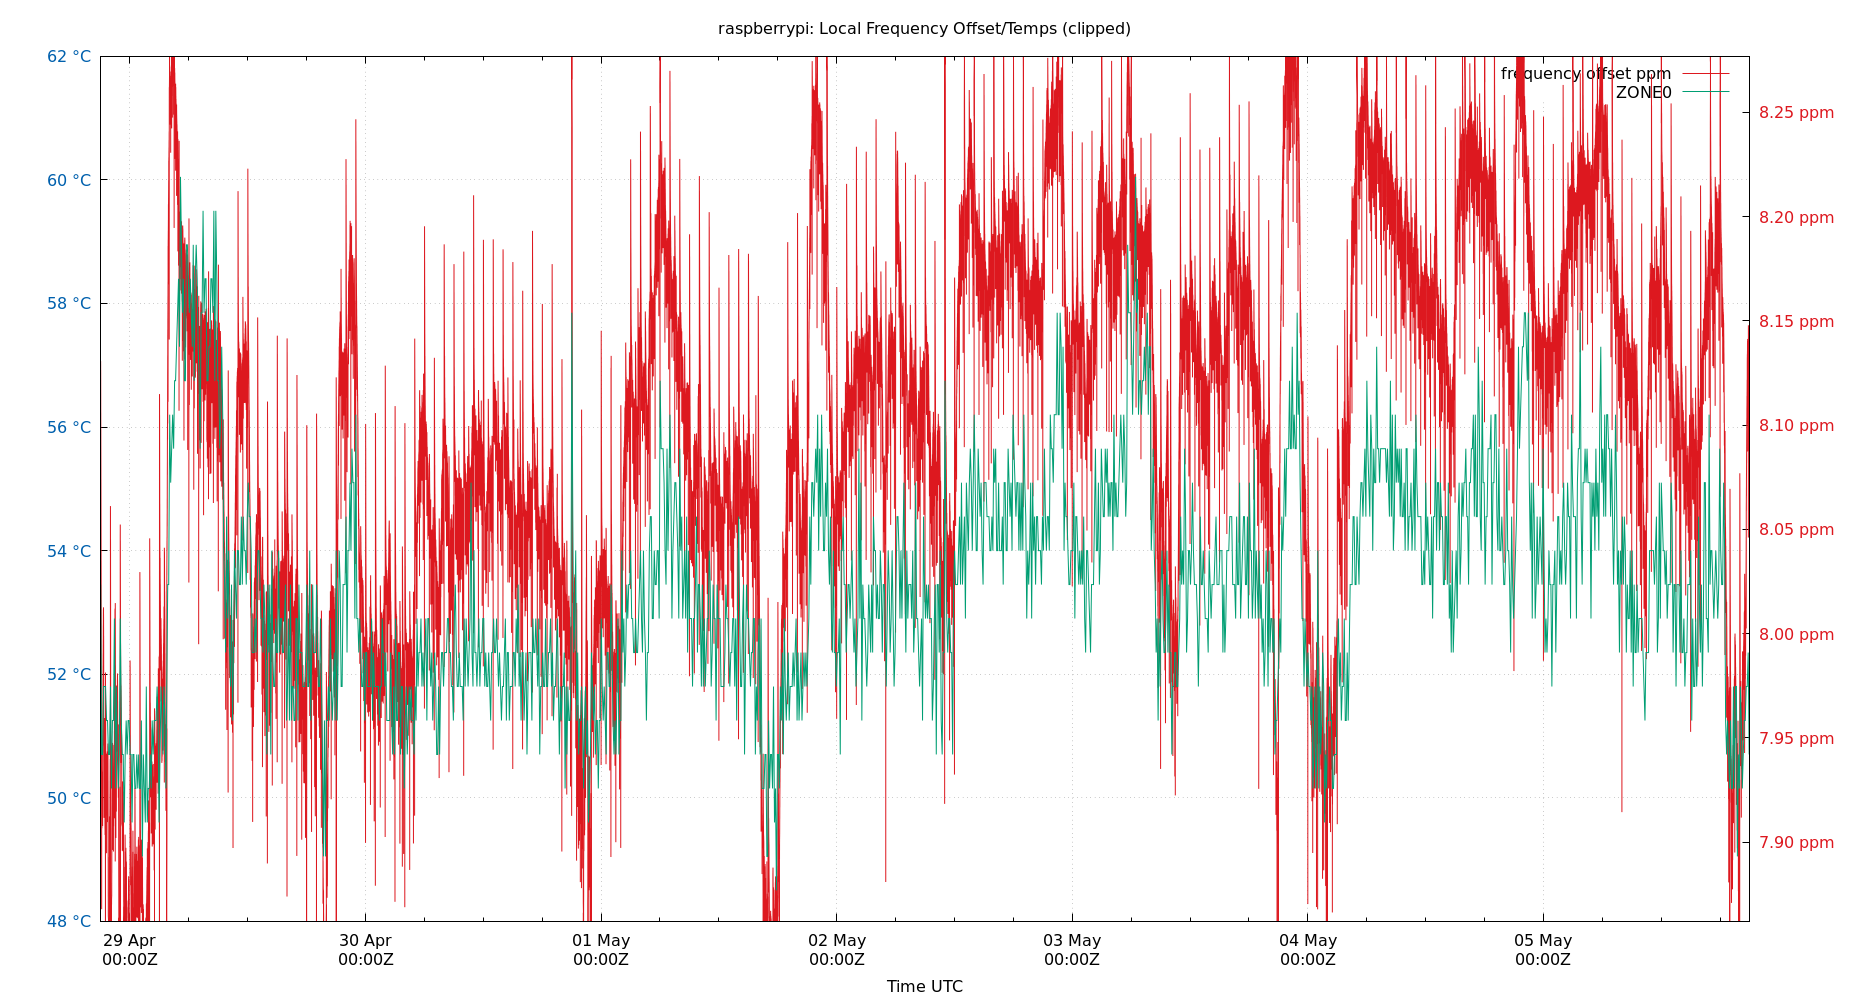 raspberrypi: Local Frequency Offset/Temps (clipped)
62 °C
60 °C
58 °C
56 °C
54 °C
52 °C
50 °C
48 °C
frequency offset ppm
ZONE0
8.25 ppm
8.20 ppm
8.15 ppm
8.10 ppm
8.05 ppm
8.00 ppm
7.95 ppm
7.90 ppm
29 Apr
00:00Z
30 Apr
00:00Z
01 May
00:00Z
02 May
00:00Z
03 May
00:00Z
04 May
00:00Z
05 May
00:00Z
Time UTC